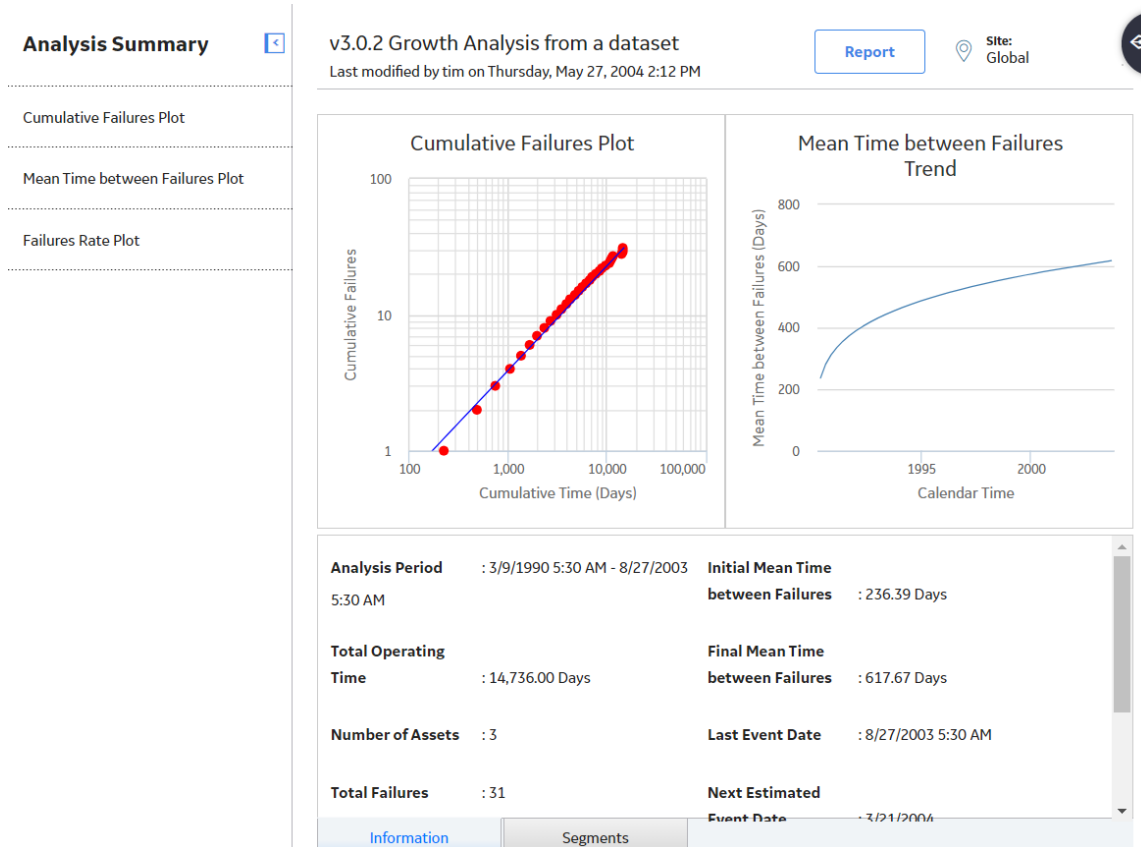 Analysis Summary
Cumulative Failures Plot
Mean Time between Failures Plot
Failures Rate Plot
v3.0.2 Growth Analysis from a dataset
Last modified by tim on Thursday, May 27, 2004 2:12 PM
Report
Site:
Global
Cumulative Failures Plot
100
10
1
Cumulative Failures
100
1,000
10,000
100,000
Cumulative Time (Days)
Mean Time between Failures
Trend
800
600
400
200
0
Mean Time between Failures (Days)
1995
2000
Calendar Time
Analysis Period : 3/9/1990 5:30 AM - 8/27/2003
5:30 AM
Total Operating
Time : 14,736.00 Days
Number of Assets : 3
Total Failures : 31
Initial Mean Time
between Failures : 236.39 Days
Final Mean Time
between Failures : 617.67 Days
Last Event Date : 8/27/2003 5:30 AM
Next Estimated
Event Date : 3/21/2004
Information
Segments